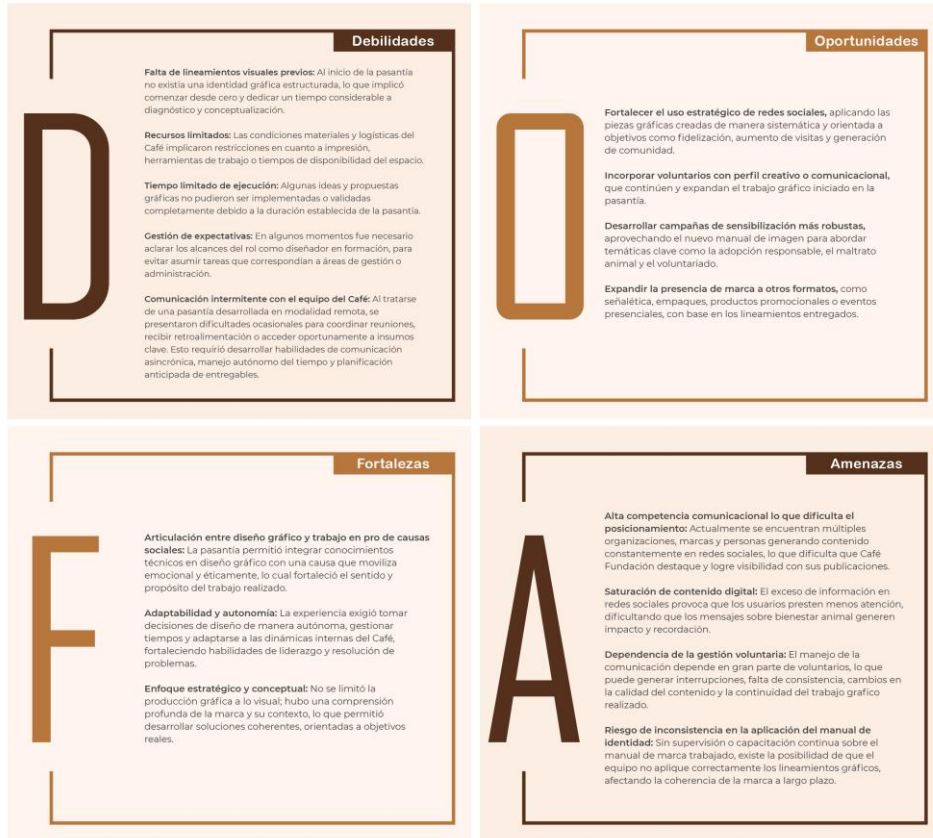 Debilidades
D
Falta de lineamientos visuales previos: Al inicio de la pasantía
no existía una identidad gráfica estructurada, lo que implicó
comenzar desde cero y dedicar un tiempo considerable a
diagnóstico y conceptualización.
Recursos limitados: Las condiciones materiales y logísticas del
Café implicaron restricciones en cuanto a impresión,
herramientas de trabajo o tiempos de disponibilidad del espacio.
Tiempo limitado de ejecución: Algunas ideas y propuestas
gráficas no pudieron ser implementadas o validadas
completamente debido a la duración establecida de la pasantía.
Gestión de expectativas: En algunos momentos fue necesario
aclarar los alcances del rol como diseñador en formación, para
evitar asumir tareas que correspondían a áreas de gestión o
administración.
Comunicación intermitente con el equipo del Café: Al tratarse
de una pasantía desarrollada en modalidad remota, se
presentaron dificultades ocasionales para coordinar reuniones,
recibir retroalimentación o acceder oportunamente a insumos
clave. Esto requirió desarrollar habilidades de comunicación
asincrónica, manejo autónomo del tiempo y planificación
anticipada de entregables.
Oportunidades
O
Fortalecer el uso estratégico de redes sociales, aplicando las
piezas gráficas creadas de manera sistemática y orientada a
objetivos como fidelización, aumento de visitas y generación
de comunidad.
Incorporar voluntarios con perfil creativo o comunicacional,
que continúen y expandan el trabajo gráfico iniciado en la
pasantía.
Desarrollar campañas de sensibilización más robustas,
aprovechando el nuevo manual de imagen para abordar
temáticas clave como la adopción responsable, el maltrato
animal y el voluntariado.
Expandir la presencia de marca a otros formatos, como
señalética, empaques, productos promocionales o eventos
presenciales, con base en los lineamientos entregados.
Fortalezas
F
Articulación entre diseño gráfico y trabajo en pro de causas
sociales: La pasantía permitió integrar conocimientos
técnicos en diseño gráfico con una causa que moviliza
emocional y éticamente, lo cual fortaleció el sentido y
propósito del trabajo realizado.
Adaptabilidad y autonomía: La experiencia exigió tomar
decisiones de diseño de manera autónoma, gestionar
tiempos y adaptarse a las dinámicas internas del Café,
fortaleciendo habilidades de liderazgo y resolución de
problemas.
Enfoque estratégico y conceptual: No se limitó la
producción gráfica a lo visual; hubo una comprensión
profunda de la marca y su contexto, lo que permitió
desarrollar soluciones coherentes, orientadas a objetivos
reales.
Amenazas
A
Alta competencia comunicacional lo que dificulta el
posicionamiento: Actualmente se encuentran múltiples
organizaciones, marcas y personas generando contenido
constantemente en redes sociales, lo que dificulta que Café
Fundación destaque y logre visibilidad con sus publicaciones.
Saturación de contenido digital: El exceso de información en
redes sociales provoca que los usuarios presten menos atención,
dificultando que los mensajes sobre bienestar animal generen
impacto y recordación.
Dependencia de la gestión voluntaria: El manejo de la
comunicación depende en gran parte de voluntarios, lo que
puede generar interrupciones, falta de consistencia, cambios en
la calidad del contenido y la continuidad del trabajo grafico
realizado.
Riesgo de inconsistencia en la aplicación del manual de
identidad: Sin supervisión o capacitación continua sobre el
manual de marca trabajado, existe la posibilidad de que el
equipo no aplique correctamente los lineamientos gráficos,
afectando la coherencia de la marca a largo plazo.